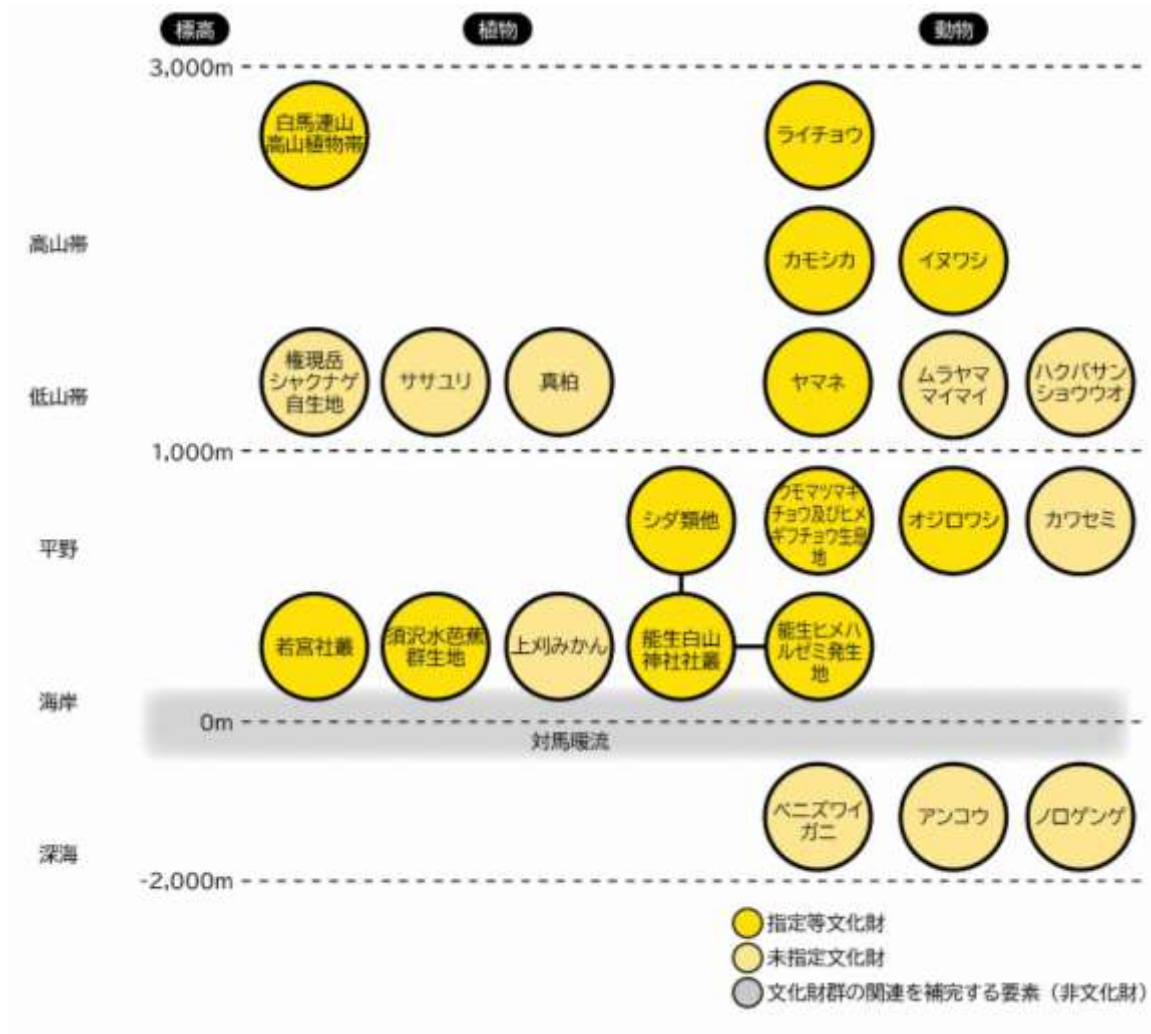 標高
植物
動物
3,000m
白馬連山
高山植物帯
ライチョウ
高山帯
カモシカ
イヌワシ
低山帯
権現岳
シャクナゲ
自生地
ササユリ
真柏
ヤマネ
ムラヤマ
マイマイ
ハクバサン
ショウウオ
1,000m
平野
シダ類他
クモマツマキ
チョウ及びヒメ
ギフチョウ生息
地
オジロワシ
カワセミ
若宮社叢
須沢水芭蕉
群生地
上刈みかん
能生白山
神社社叢
能生ヒメハ
ルゼミ発生
地
海岸
0m
対馬暖流
深海
ベニズワイ
ガニ
アンコウ
ノロゲンゲ
-2,000m
指定等文化財
未指定文化財
文化財群の関連を補完する要素（非文化財）